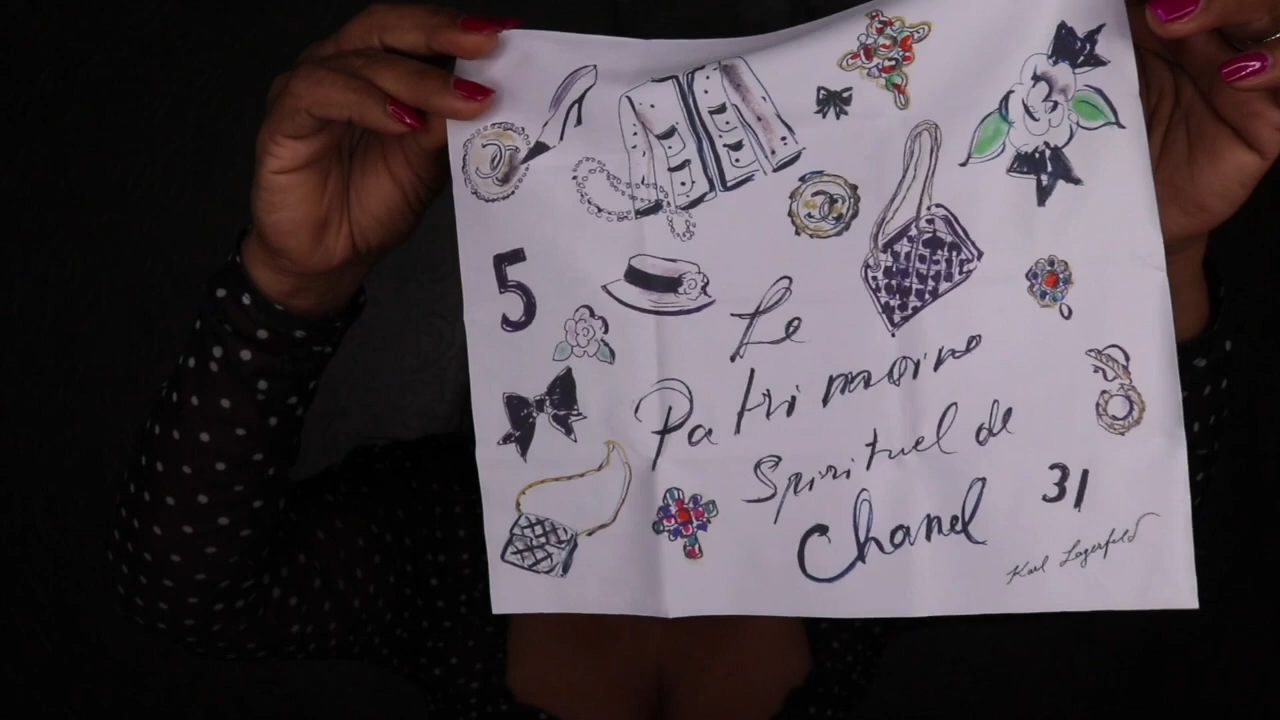 5
Le
Patrimoine
Spirituel de
Chanel
31
Karl Lagerfeld